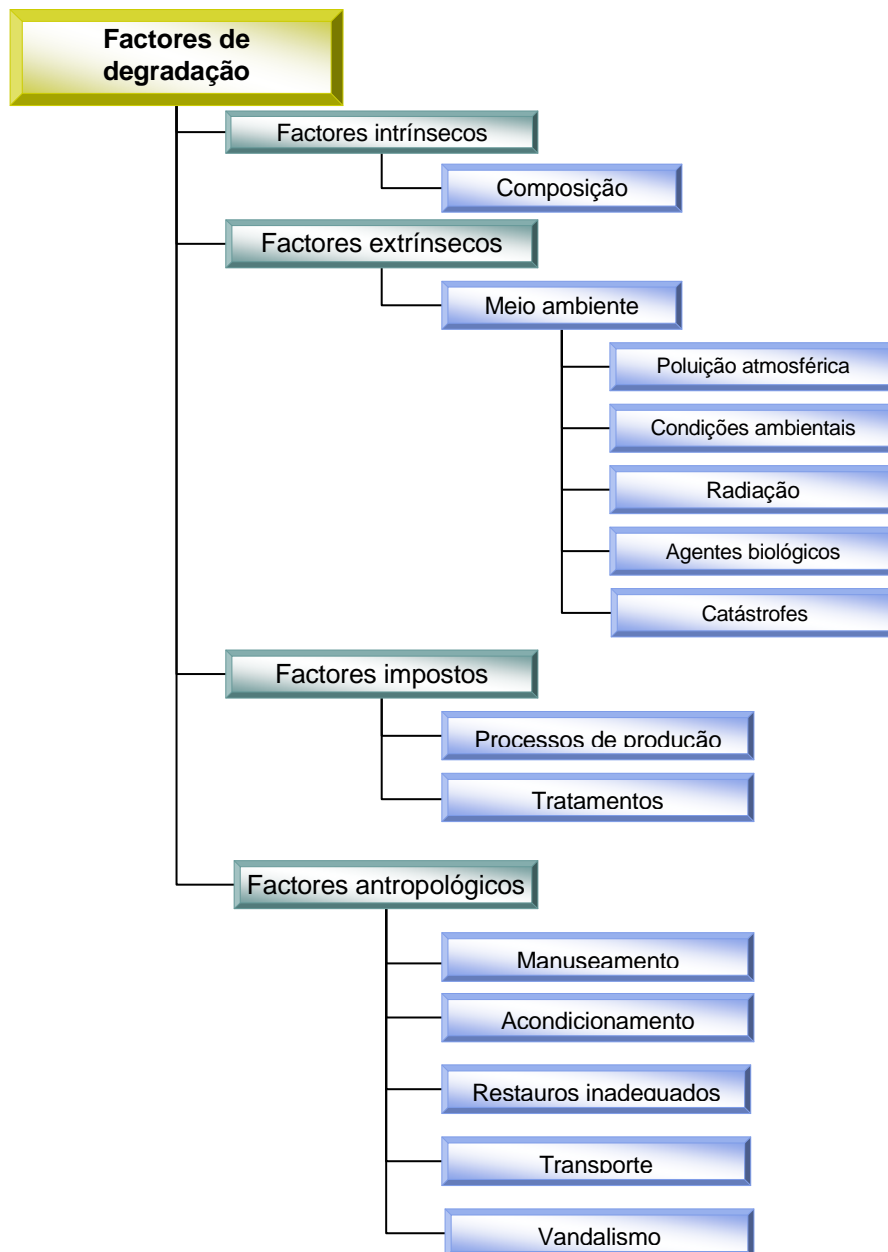 Factores de
degradação
Factores intrínsecos
Composição
Factores extrínsecos
Meio ambiente
Poluição atmosférica
Condições ambientais
Radiação
Agentes biológicos
Catástrofes
Factores impostos
Processos de produção
Tratamentos
Factores antropológicos
Manuseamento
Acondicionamento
Restauros inadequados
Transporte
Vandalismo